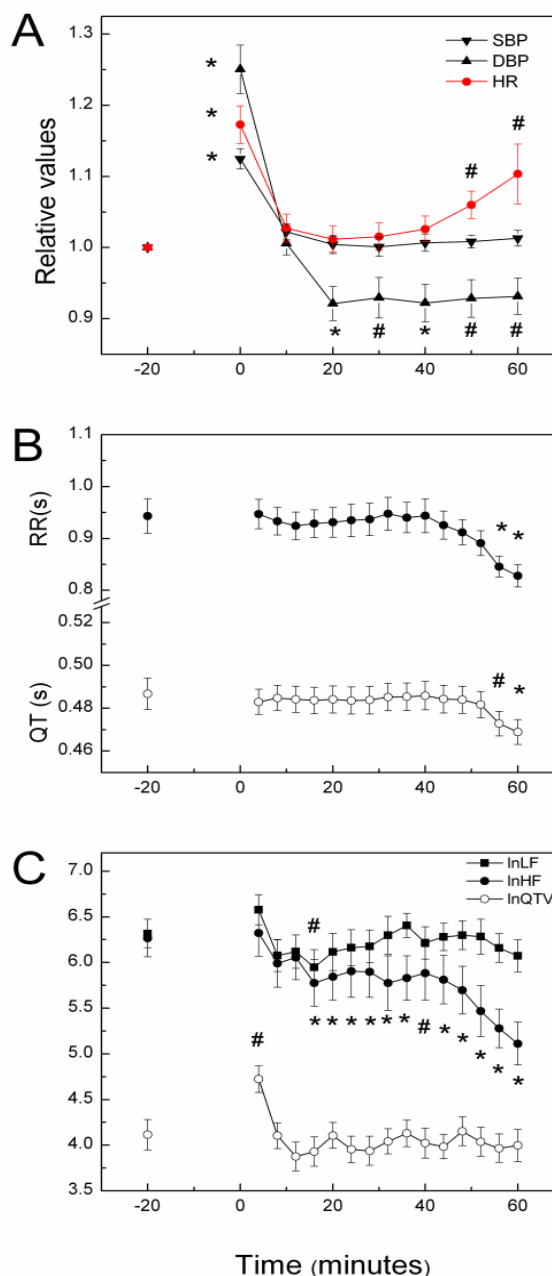 A
SBP
DBP
HR
Relative values
1.3
1.2
1.1
1.0
0.9
*
*
*
#
#
* # * # #
-20 0 20 40 60
B
RR(s)
1.1
1.0
0.9
0.8
* *
QT (s)
0.52
0.50
0.48
0.46
# *
-20 0 20 40 60
C
lnLF
lnHF
lnQTV
7.0
6.5
6.0
5.5
5.0
4.5
4.0
3.5
#
#
* * * * * * # * * * * *
-20 0 20 40 60
Time (minutes)